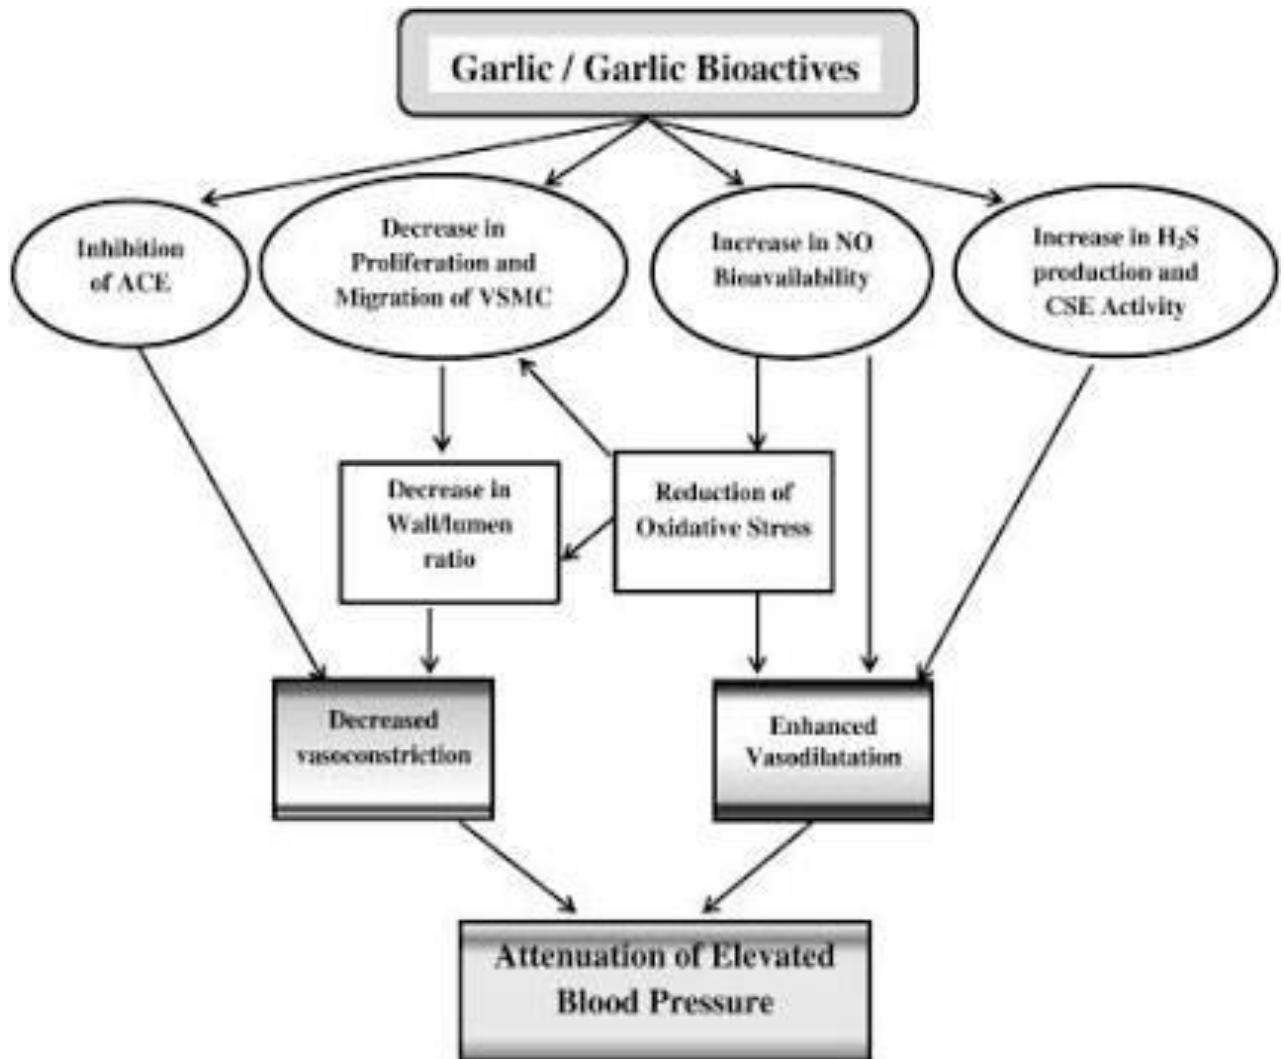 Garlic / Garlic Bioactives
Inhibition
of ACE
Decrease in
Proliferation and
Migration of VSMC
Increase in NO
Bioavailability
Increase in H₂S
production and
CSE Activity
Decrease in
Wall/lumen
ratio
Reduction of
Oxidative Stress
Decreased
vasoconstriction
Enhanced
Vasodilatation
Attenuation of Elevated
Blood Pressure